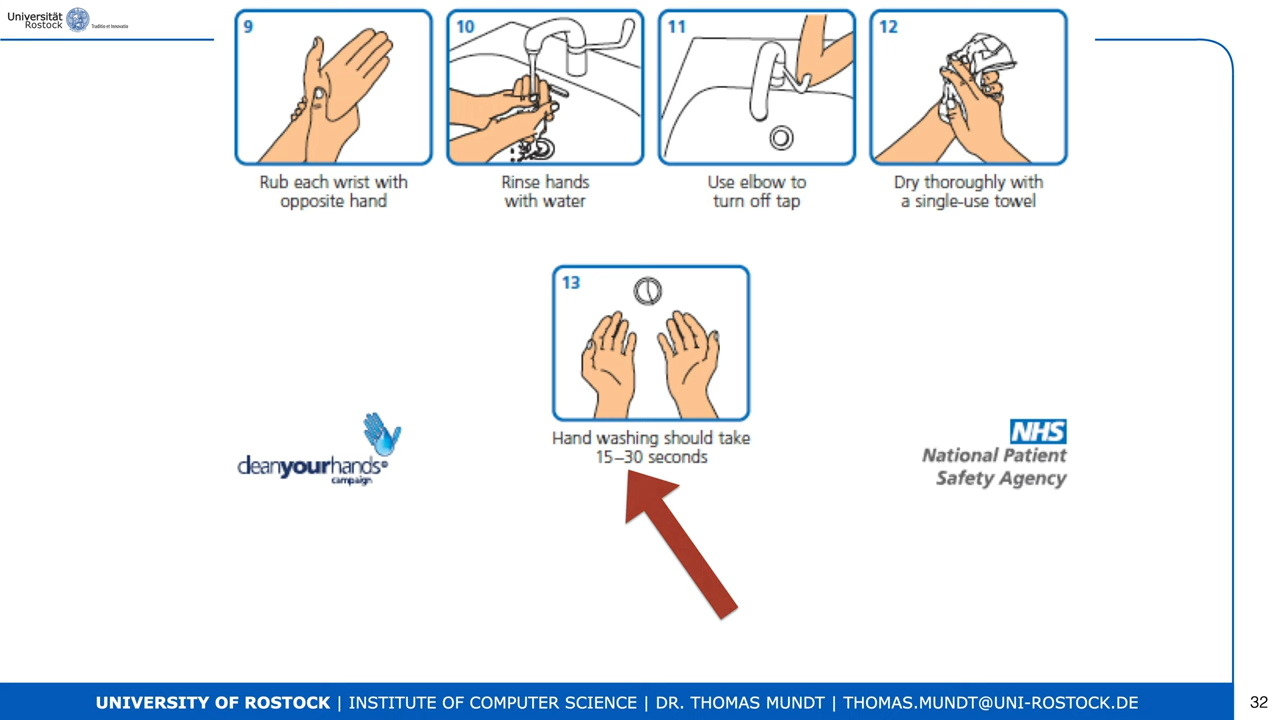 Universität
Rostock
Traditio et Innovatio
9
10
11
12
Rub each wrist with
opposite hand
Rinse hands
with water
Use elbow to
turn off tap
Dry thoroughly with
a single-use towel
13
Hand washing should take
15–30 seconds
cleanyourhands®
campaign
NHS
National Patient
Safety Agency
UNIVERSITY OF ROSTOCK | INSTITUTE OF COMPUTER SCIENCE | DR. THOMAS MUNDT | THOMAS.MUNDT@UNI-ROSTOCK.DE
32